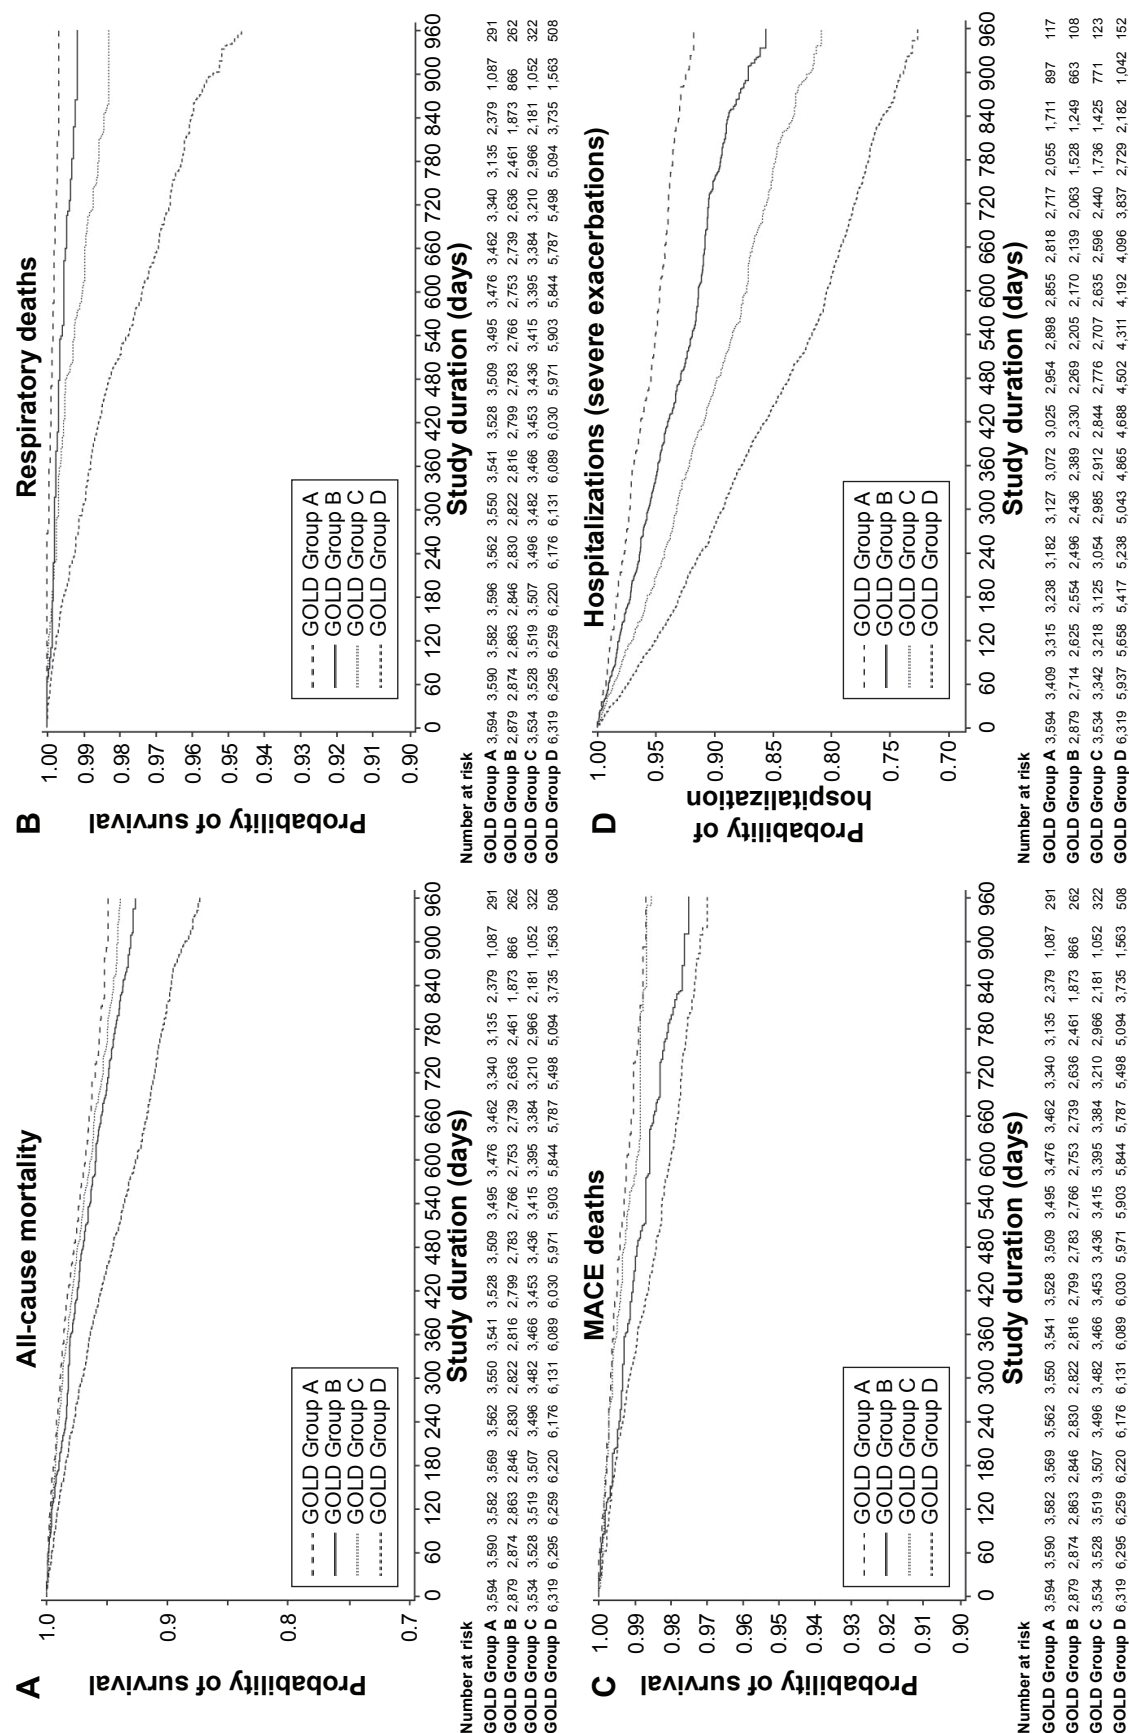 A
All-cause mortality
Probability of survival
1.0
0.9
0.8
0.7
GOLD Group A
GOLD Group B
GOLD Group C
GOLD Group D
0 60 120 180 240 300 360 420 480 540 600 660 720 780 840 900 960
Study duration (days)
Number at risk
GOLD Group A 3,594 3,590 3,582 3,569 3,562 3,550 3,541 3,528 3,509 3,495 3,476 3,462 3,340 3,135 2,379 1,087 291
GOLD Group B 2,879 2,874 2,863 2,846 2,830 2,822 2,816 2,799 2,783 2,766 2,753 2,739 2,636 2,461 1,873 866 262
GOLD Group C 3,534 3,528 3,519 3,507 3,496 3,482 3,466 3,453 3,436 3,415 3,395 3,384 3,210 2,966 2,181 1,052 322
GOLD Group D 6,319 6,295 6,259 6,220 6,176 6,131 6,089 6,030 5,971 5,903 5,844 5,787 5,498 5,094 3,735 1,563 508
B
Respiratory deaths
Probability of survival
1.00
0.99
0.98
0.97
0.96
0.95
0.94
0.93
0.92
0.91
0.90
GOLD Group A
GOLD Group B
GOLD Group C
GOLD Group D
0 60 120 180 240 300 360 420 480 540 600 660 720 780 840 900 960
Study duration (days)
Number at risk
GOLD Group A 3,594 3,590 3,582 3,596 3,562 3,550 3,541 3,528 3,509 3,495 3,476 3,462 3,340 3,135 2,379 1,087 291
GOLD Group B 2,879 2,874 2,863 2,846 2,830 2,822 2,816 2,799 2,783 2,766 2,753 2,739 2,636 2,461 1,873 866 262
GOLD Group C 3,534 3,528 3,519 3,507 3,496 3,482 3,466 3,453 3,436 3,415 3,395 3,384 3,210 2,966 2,181 1,052 322
GOLD Group D 6,319 6,295 6,259 6,220 6,176 6,131 6,089 6,030 5,971 5,903 5,844 5,787 5,498 5,094 3,735 1,563 508
C
MACE deaths
Probability of survival
1.00
0.99
0.98
0.97
0.96
0.95
0.94
0.93
0.92
0.91
0.90
GOLD Group A
GOLD Group B
GOLD Group C
GOLD Group D
0 60 120 180 240 300 360 420 480 540 600 660 720 780 840 900 960
Study duration (days)
Number at risk
GOLD Group A 3,594 3,590 3,582 3,569 3,562 3,550 3,541 3,528 3,509 3,495 3,476 3,462 3,340 3,135 2,379 1,087 291
GOLD Group B 2,879 2,874 2,863 2,846 2,830 2,822 2,816 2,799 2,783 2,766 2,753 2,739 2,636 2,461 1,873 866 262
GOLD Group C 3,534 3,528 3,519 3,507 3,496 3,482 3,466 3,453 3,436 3,415 3,395 3,384 3,210 2,966 2,181 1,052 322
GOLD Group D 6,319 6,295 6,259 6,220 6,176 6,131 6,089 6,030 5,971 5,903 5,844 5,787 5,498 5,094 3,735 1,563 508
D
Hospitalizations (severe exacerbations)
Probability of
hospitalization
1.00
0.95
0.90
0.85
0.80
0.75
0.70
GOLD Group A
GOLD Group B
GOLD Group C
GOLD Group D
0 60 120 180 240 300 360 420 480 540 600 660 720 780 840 900 960
Study duration (days)
Number at risk
GOLD Group A 3,594 3,409 3,315 3,238 3,182 3,127 3,072 3,025 2,954 2,898 2,855 2,818 2,717 2,055 1,711 897 117
GOLD Group B 2,879 2,714 2,625 2,554 2,496 2,436 2,389 2,330 2,269 2,205 2,170 2,139 2,063 1,528 1,249 663 108
GOLD Group C 3,534 3,342 3,218 3,125 3,054 2,985 2,912 2,844 2,776 2,707 2,635 2,596 2,440 1,736 1,425 771 123
GOLD Group D 6,319 5,937 5,658 5,417 5,238 5,043 4,865 4,688 4,502 4,311 4,192 4,096 3,837 2,729 2,182 1,042 152